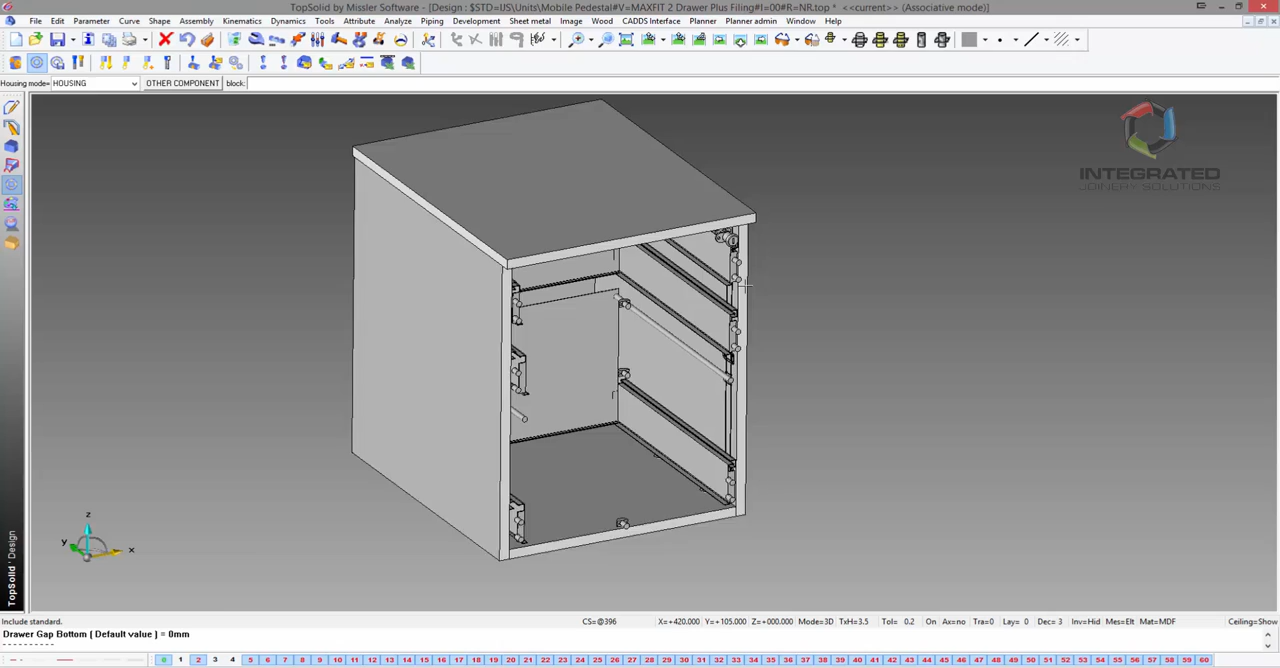 TopSolid by Missler Software - [Design : $STD=US\Units\Mobile Pedestal#V=MAXFIT 2 Drawer Plus Filing#I=00#R=NR.top * <<current>> (Associative mode)]
File Edit Parameter Curve Shape Assembly Kinematics Dynamics Tools Attribute Analyze Piping Development Sheet metal Image Wood CADDS Interface Planner Planner admin Window Help
Housing mode= HOUSING OTHER COMPONENT block:
INTEGRATED
JOINERY SOLUTIONS
z
y
x
TopSolid ' Design
Include standard.
CS=@396 X=+420.000 Y=+105.000 Z=+000.000 Mode=3D TxH=3.5 Tol= 0.2 On Ax=no Tra=0 Lay= 0 Dec= 3 Inv=Hid Mes=Elt Mat=MDF Ceiling=Show
Drawer Gap Bottom ( Default value ) = 0mm
----------
0 1 2 3 4 5 6 7 8 9 10 11 12 13 14 15 16 17 18 19 20 21 22 23 24 25 26 27 28 29 30 31 32 33 34 35 36 37 38 39 40 41 42 43 44 45 46 47 48 49 50 51 52 53 54 55 56 57 58 59 60